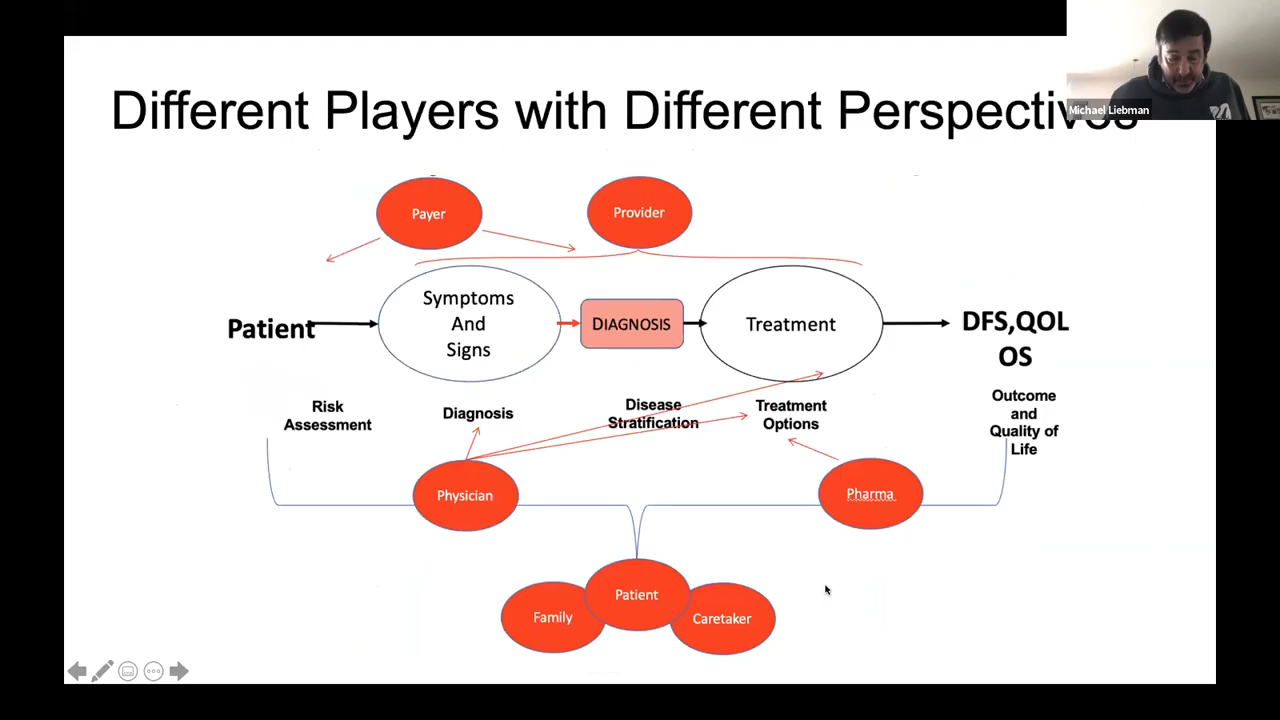 Michael Liebman
Different Players with Different Perspectives
Payer
Provider
Patient
Symptoms
And
Signs
DIAGNOSIS
Treatment
DFS,QOL
OS
Risk
Assessment
Diagnosis
Disease
Stratification
Treatment
Options
Outcome
and
Quality of
Life
Physician
Pharma
Family
Patient
Caretaker